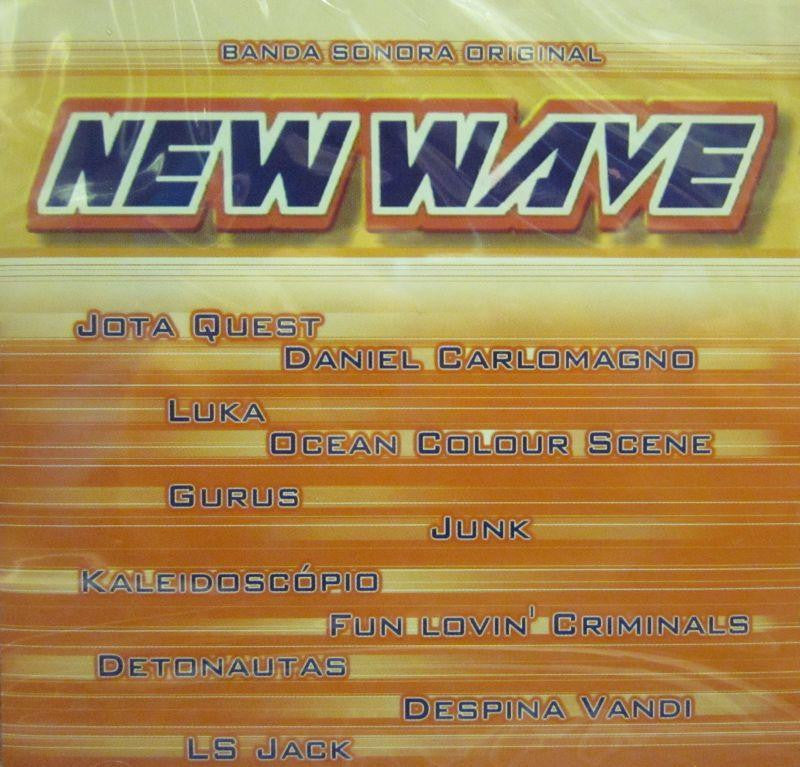 BANDA SONORA ORIGINAL
NEW WAVE
JOTA QUEST
DANIEL CARLOMAGNO
LUKA
OCEAN COLOUR SCENE
GURUS
JUNK
KALEIDOSCÓPIO
FUN LOVIN' CRIMINALS
DETONAUTAS
DESPINA VANDI
LS JACK